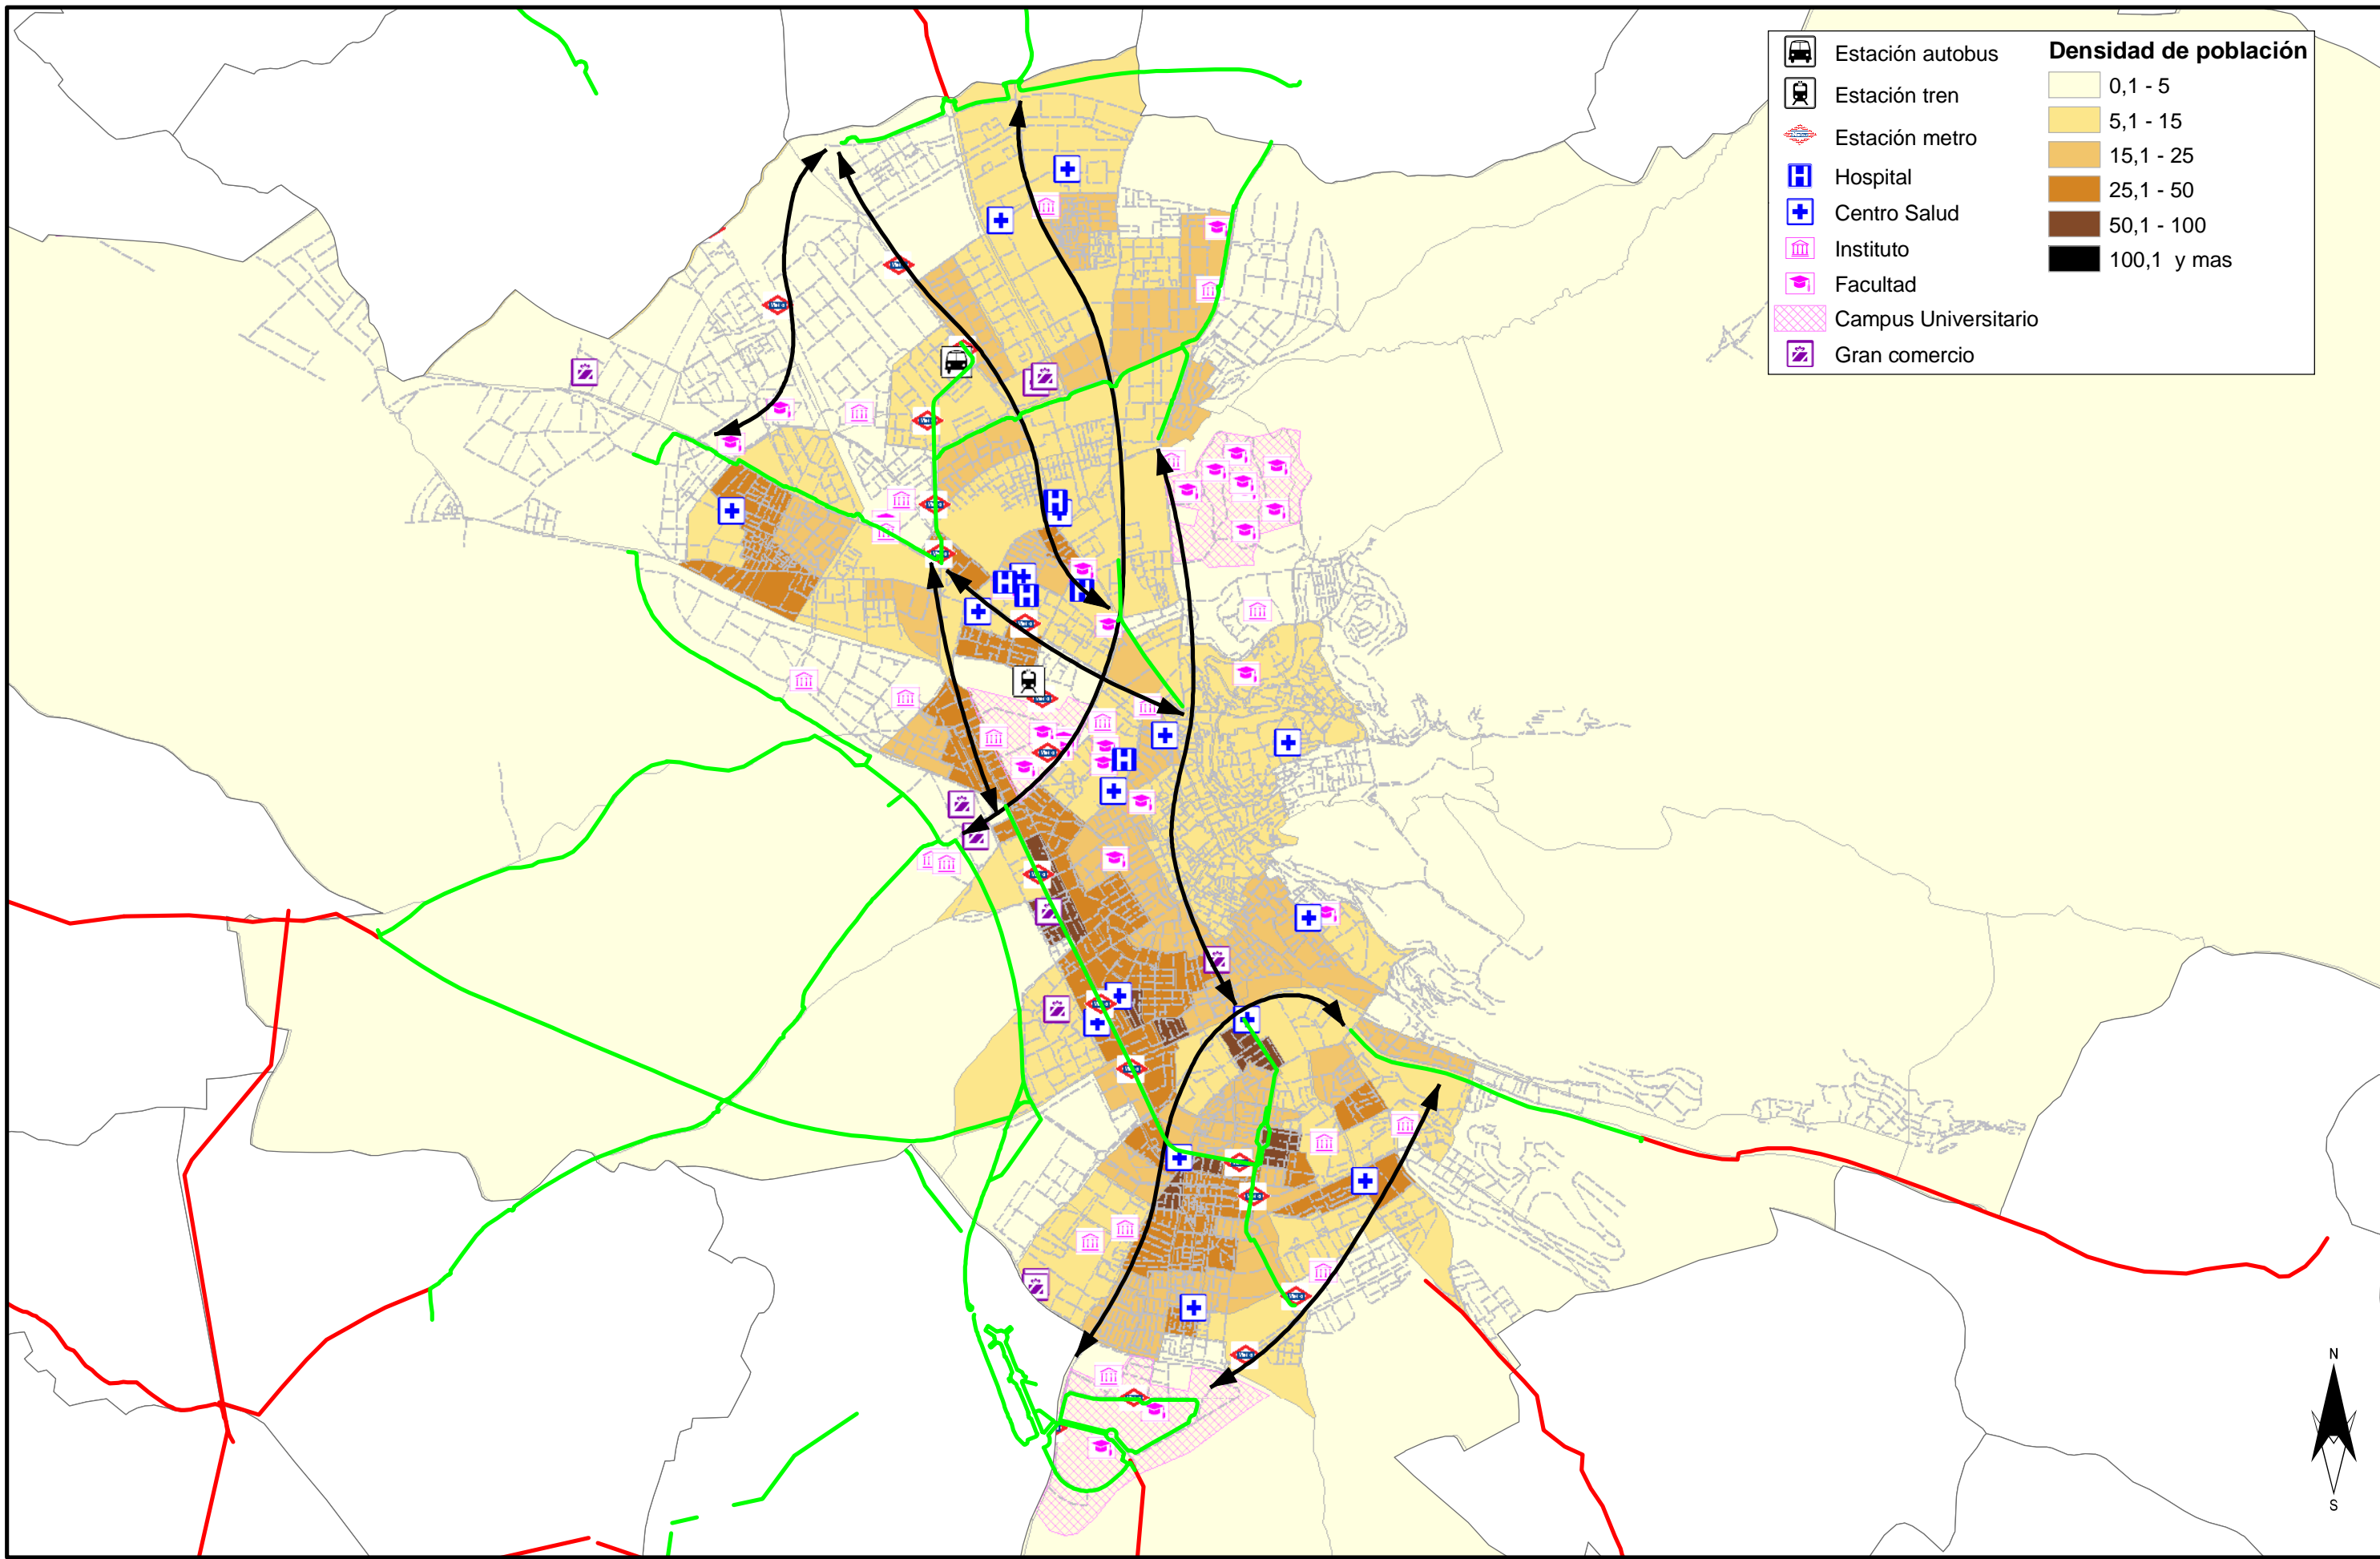 Estación autobus
Estación tren
Estación metro
Hospital
Centro Salud
Instituto
Facultad
Campus Universitario
Gran comercio
Densidad de población
0,1 - 5
5,1 - 15
15,1 - 25
25,1 - 50
50,1 - 100
100,1 y mas
N
S